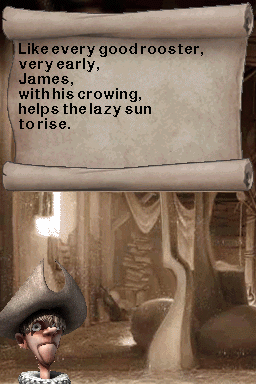 Like every good rooster,
very early,
James,
with his crowing,
helps the lazy sun
to rise.